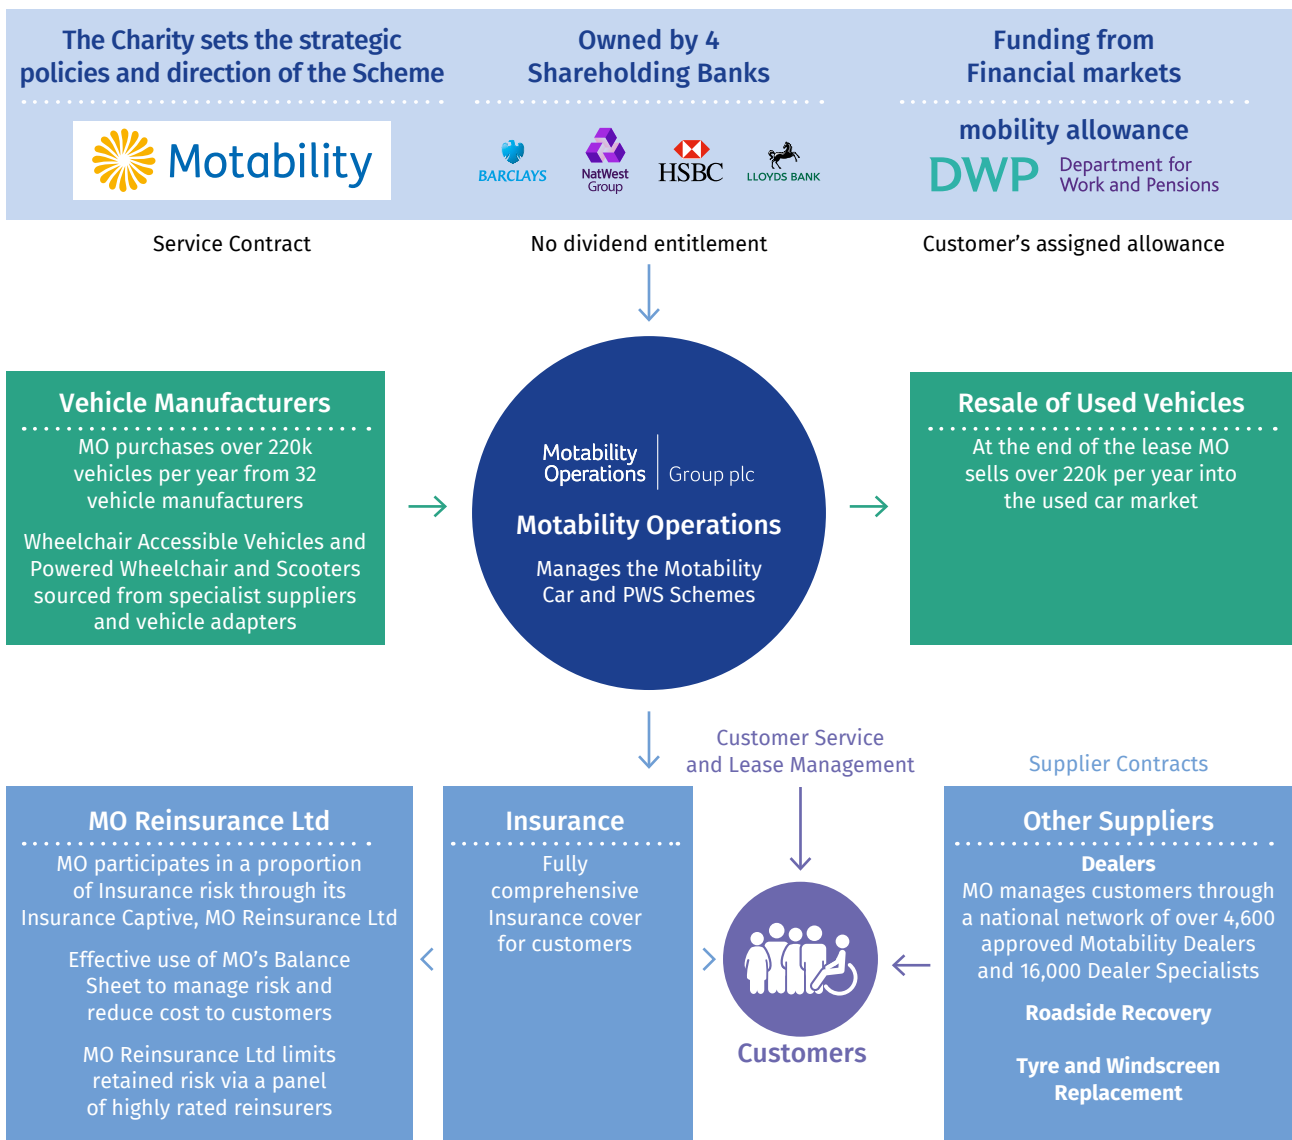 The Charity sets the strategic
policies and direction of the Scheme
Motability
Service Contract
Owned by 4
Shareholding Banks
BARCLAYS
NatWest
Group
HSBC
LLOYDS BANK
No dividend entitlement
Funding from
Financial markets
mobility allowance
DWP
Department for
Work and Pensions
Customer’s assigned allowance
Vehicle Manufacturers
MO purchases over 220k
vehicles per year from 32
vehicle manufacturers
Wheelchair Accessible Vehicles and
Powered Wheelchair and Scooters
sourced from specialist suppliers
and vehicle adapters
Motability
Operations
Group plc
Motability Operations
Manages the Motability
Car and PWS Schemes
Resale of Used Vehicles
At the end of the lease MO
sells over 220k per year into
the used car market
MO Reinsurance Ltd
MO participates in a proportion
of Insurance risk through its
Insurance Captive, MO Reinsurance Ltd
Effective use of MO’s Balance
Sheet to manage risk and
reduce cost to customers
MO Reinsurance Ltd limits
retained risk via a panel
of highly rated reinsurers
Insurance
Fully
comprehensive
Insurance cover
for customers
Customer Service
and Lease Management
Customers
Supplier Contracts
Other Suppliers
Dealers
MO manages customers through
a national network of over 4,600
approved Motability Dealers
and 16,000 Dealer Specialists
Roadside Recovery
Tyre and Windscreen
Replacement